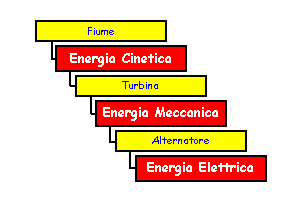 Fiume
Energia Cinetica
Turbina
Energia Meccanica
Alternatore
Energia Elettrica